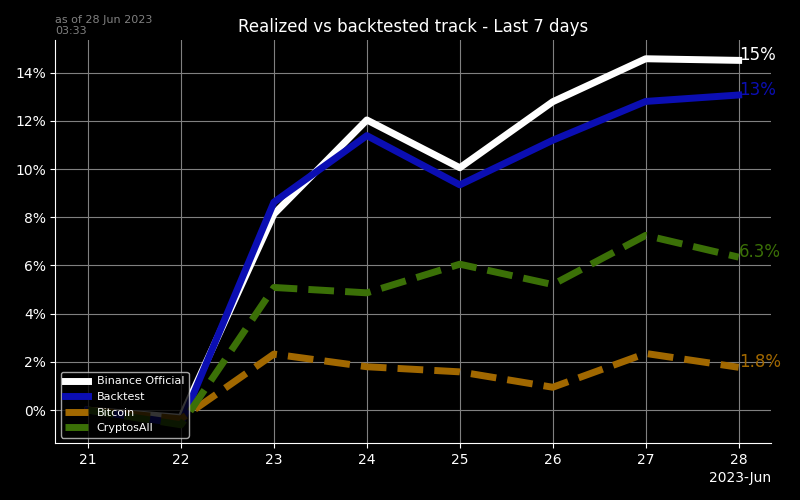 as of 28 Jun 2023
03:33
Realized vs backtested track - Last 7 days
14%
12%
10%
8%
6%
4%
2%
0%
15%
13%
6.3%
1.8%
Binance Official
Backtest
Bitcoin
CryptosAll
21 22 23 24 25 26 27 28
2023-Jun